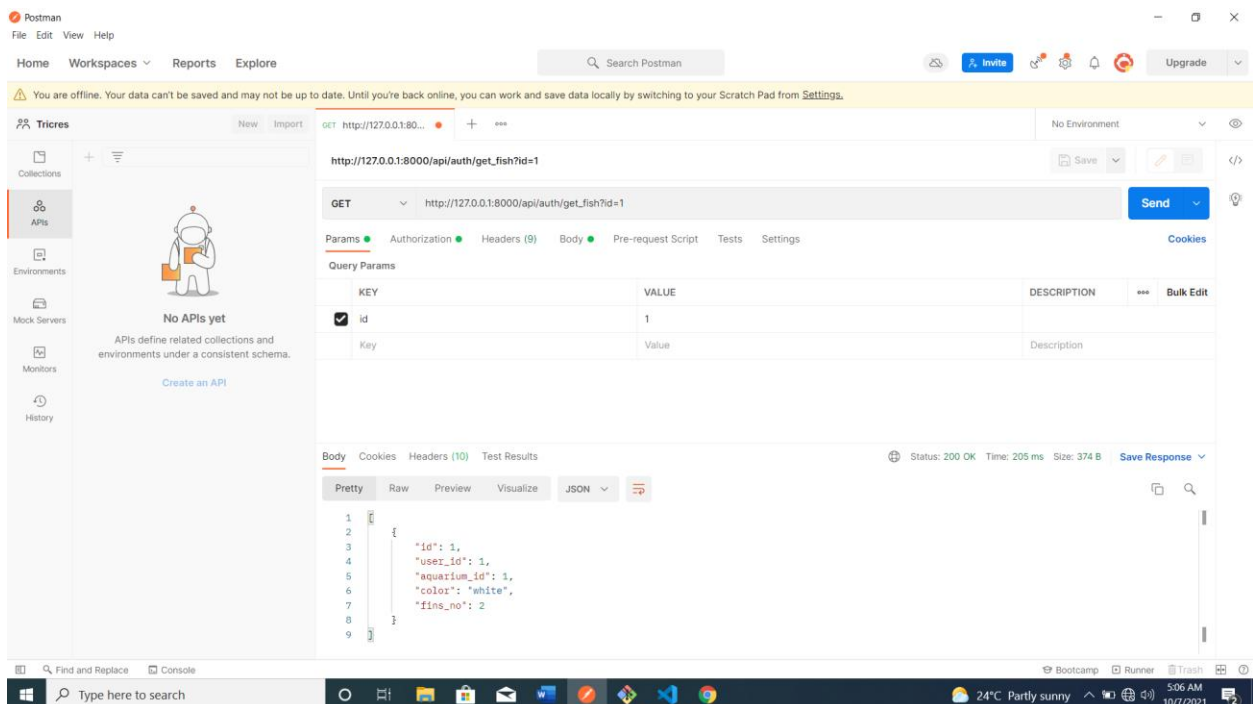 Postman
File Edit View Help
Home Workspaces Reports Explore Search Postman Invite Upgrade
You are offline. Your data can't be saved and may not be up to date. Until you're back online, you can work and save data locally by switching to your Scratch Pad from Settings.
Tricres New Import GET http://127.0.0.1:80... + ooo No Environment
http://127.0.0.1:8000/api/auth/get_fish?id=1 Save
Collections
GET http://127.0.0.1:8000/api/auth/get_fish?id=1 Send
APIs
Params Authorization Headers (9) Body Pre-request Script Tests Settings Cookies
Query Params
Environments
KEY VALUE DESCRIPTION ooo Bulk Edit
Mock Servers
No APIs yet
id 1
APIs define related collections and
environments under a consistent schema.
Key Value Description
Monitors
Create an API
History
Body Cookies Headers (10) Test Results Status: 200 OK Time: 205 ms Size: 374 B Save Response
Pretty Raw Preview Visualize JSON
1 [
2 {
3 "id": 1,
4 "user_id": 1,
5 "aquarium_id": 1,
6 "color": "white",
7 "fins_no": 2
8 }
9 ]
Find and Replace Console Bootcamp Runner Trash
Type here to search 24°C Partly sunny 5:06 AM
10/7/2021
2